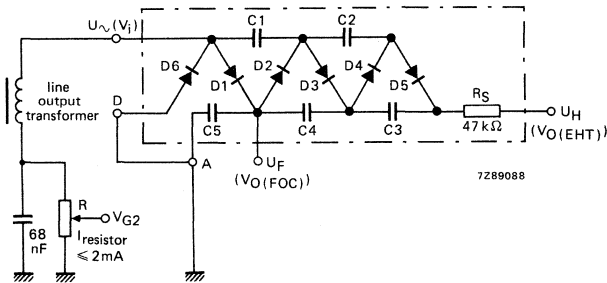 U∿(Vᵢ)
C1
C2
D6
D1
D2
D3
D4
D5
line
output
transformer
D
C5
C4
C3
RS
47 kΩ
UH
(VO(EHT))
A
UF
(VO(FOC))
7Z89088
68
nF
R
VG2
Iresistor
≤ 2mA